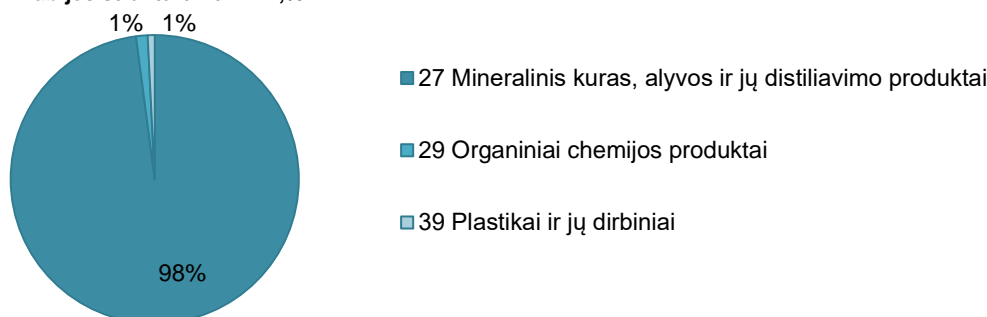 1% 1%
27 Mineralinis kuras, alyvos ir jų distiliavimo produktai
29 Organiniai chemijos produktai
39 Plastikai ir jų dirbiniai
98%